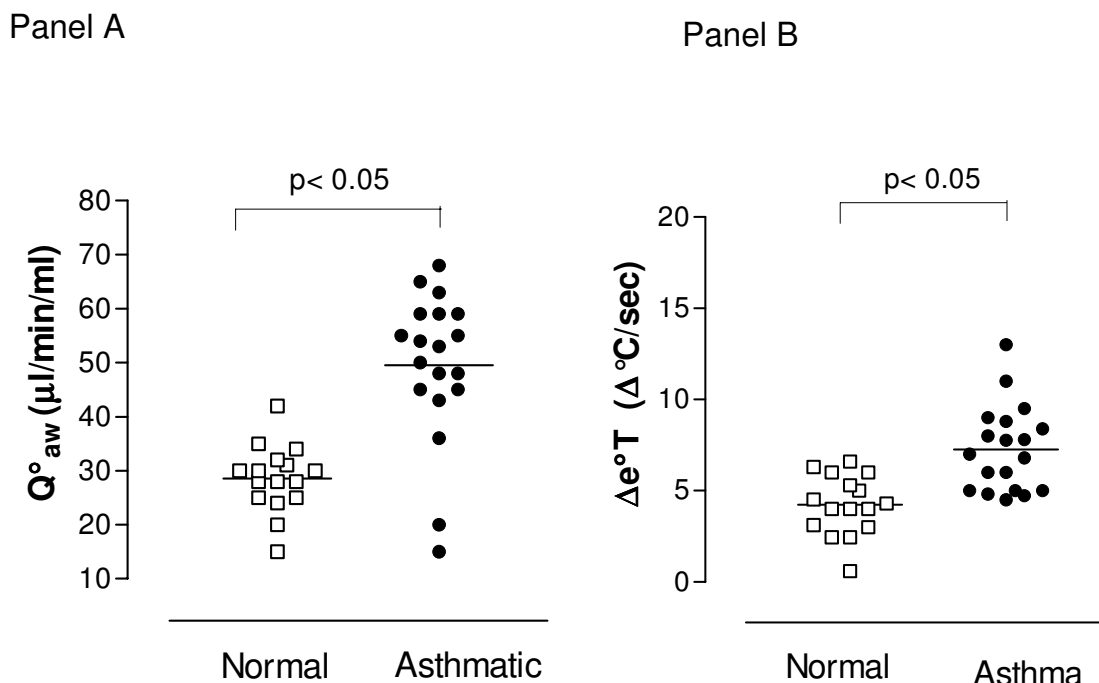 Panel A
Panel B
p< 0.05
p< 0.05
80
70
60
50
40
30
20
10
Q°aw (μl/min/ml)
Normal
Asthmatic
20
15
10
5
0
Δe°T (Δ°C/sec)
Normal
Asthma